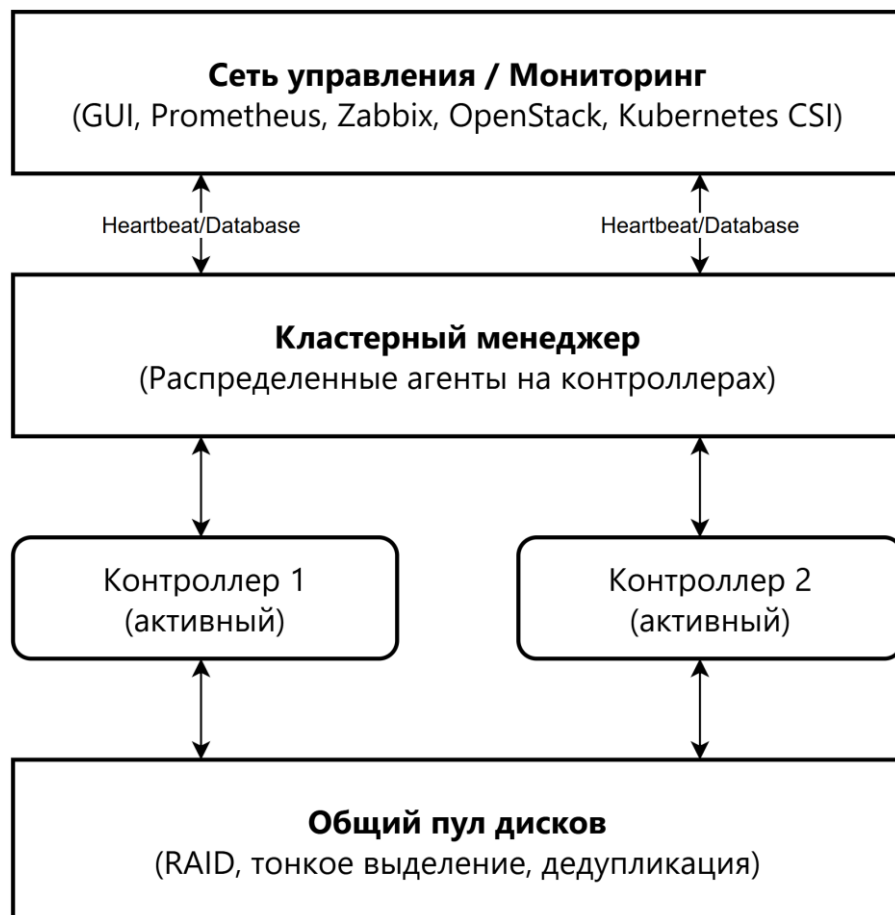 Сеть управления / Мониторинг
(GUI, Prometheus, Zabbix, OpenStack, Kubernetes CSI)
Heartbeat/Database
Heartbeat/Database
Кластерный менеджер
(Распределенные агенты на контроллерах)
Контроллер 1
(активный)
Контроллер 2
(активный)
Общий пул дисков
(RAID, тонкое выделение, дедупликация)